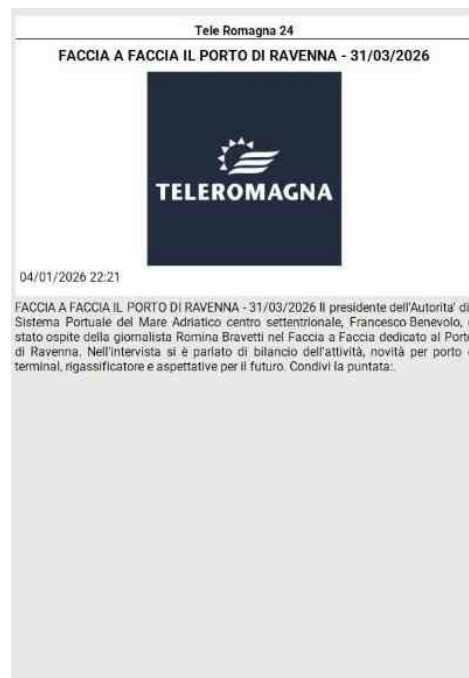 Tele Romagna 24
FACCIA A FACCIA IL PORTO DI RAVENNA - 31/03/2026
TELEROMAGNA
04/01/2026 22:21
FACCIA A FACCIA IL PORTO DI RAVENNA - 31/03/2026 Il presidente dell'Autorita' di
Sistema Portuale del Mare Adriatico centro settentrionale, Francesco Benevolo,
stato ospite della giornalista Romina Bravetti nel Faccia a Faccia dedicato al Porto
di Ravenna. Nell'intervista si è parlato di bilancio dell'attività, novità per porto
terminal, rigassificatore e aspettative per il futuro. Condivi la puntata:.